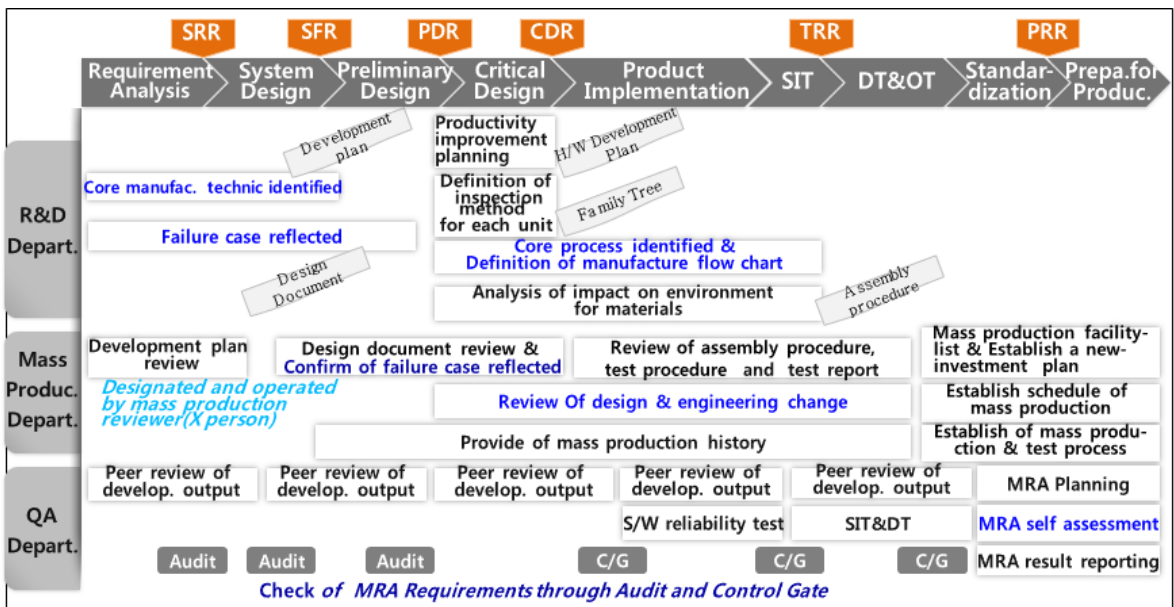 SRR
SFR
PDR
CDR
TRR
PRR
Requirement
Analysis
System
Design
Preliminary
Design
Critical
Design
Product
Implementation
SIT
DT&OT
Standar-
dization
Prepa.for
Produc.
R&D
Depart.
Development
plan
Productivity
improvement
planning
H/W Development
Plan
Core manufac. technic identified
Definition of
inspection
method
for each unit
Family Tree
Failure case reflected
Core process identified &
Definition of manufacture flow chart
Design
Document
Analysis of impact on environment
for materials
Assembly
procedure
Mass
Produc.
Depart.
Development plan
review
Design document review &
Confirm of failure case reflected
Review of assembly procedure,
test procedure and test report
Mass production facility-
list & Establish a new-
investment plan
Designated and operated
by mass production
reviewer(X person)
Review Of design & engineering change
Establish schedule of
mass production
Provide of mass production history
Establish of mass produ-
ction & test process
QA
Depart.
Peer review of
develop. output
Peer review of
develop. output
Peer review of
develop. output
Peer review of
develop. output
Peer review of
develop. output
MRA Planning
S/W reliability test
SIT&DT
MRA self assessment
Audit
Audit
Audit
C/G
C/G
C/G
MRA result reporting
Check of MRA Requirements through Audit and Control Gate